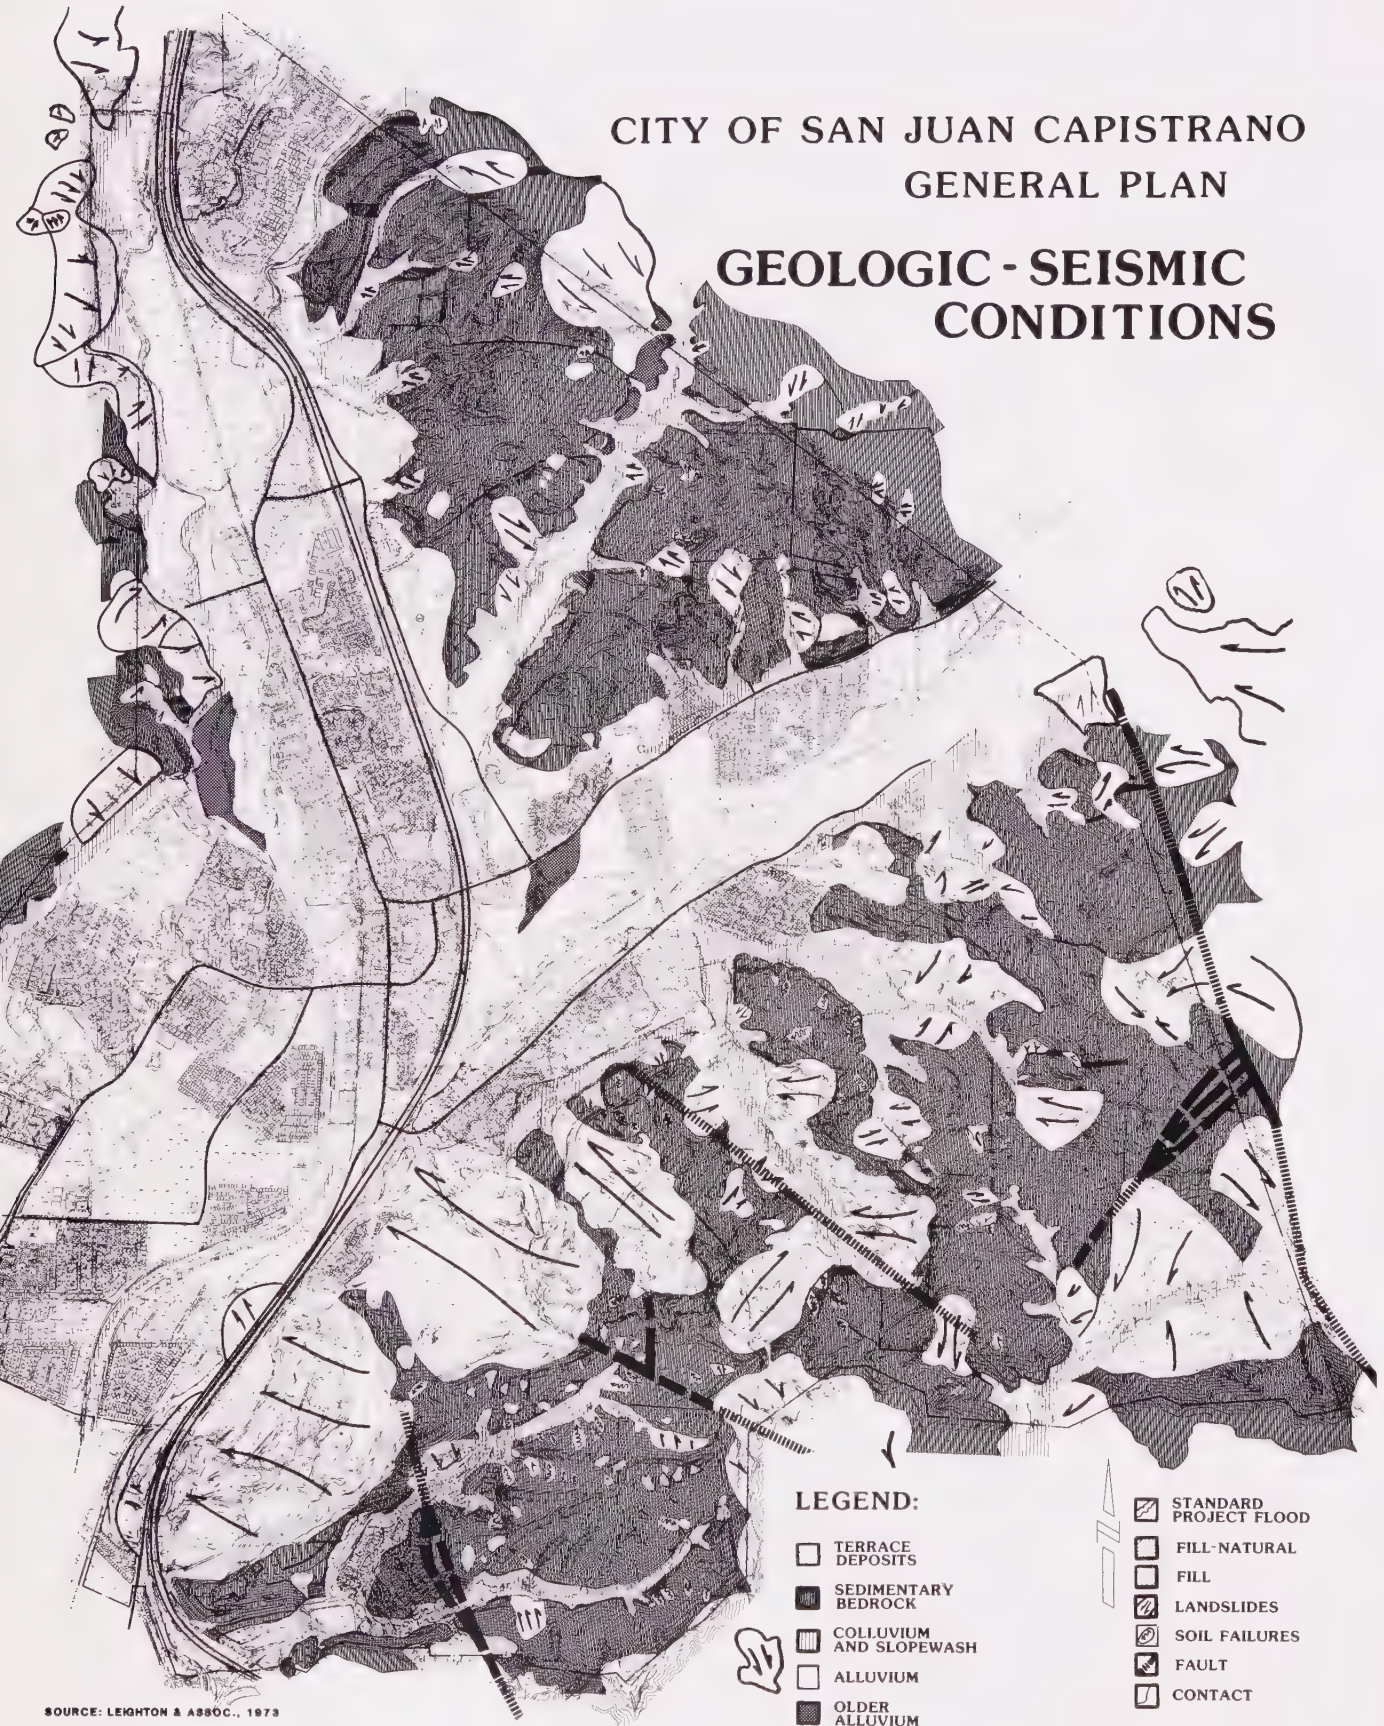 CITY OF SAN JUAN CAPISTRANO
GENERAL PLAN
GEOLOGIC - SEISMIC
CONDITIONS
LEGEND:
TERRACE
DEPOSITS
SEDIMENTARY
BEDROCK
COLLUVIUM
AND SLOPEWASH
ALLUVIUM
OLDER
ALLUVIUM
N
STANDARD
PROJECT FLOOD
FILL-NATURAL
FILL
LANDSLIDES
SOIL FAILURES
FAULT
CONTACT
SOURCE: LEIGHTON & ASSOC., 1973